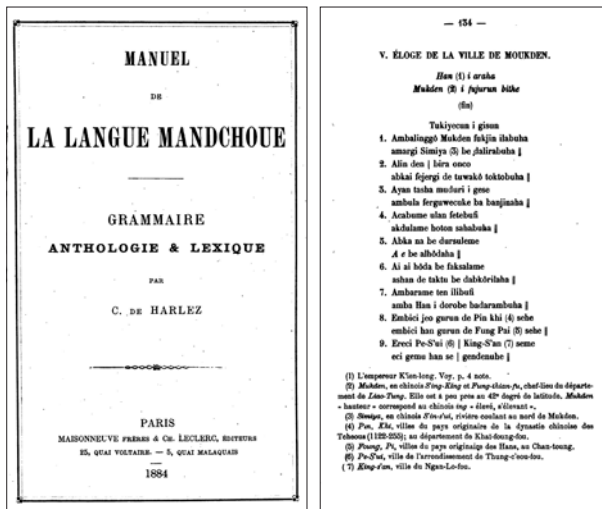 MANUEL
DE
LA LANGUE MANDCHOUE
GRAMMAIRE
ANTHOLOGIE & LEXIQUE
PAR
C. DE HARLEZ
PARIS
MAISONNEUVE FRÈRES & CH. LECLERC, ÉDITEURS
25, QUAI VOLTAIRE. — 5, QUAI MALAQUAIS
1884
— 134 —
V. ÉLOGE DE LA VILLE DE MOUKDEN.
Han (1) i araha
Mukden (2) i fujurun bithe
(fin)
Tukiyecun i gisun
1. Ambalinggô Mukden fukjin ilabuha
amargi Simiya (3) be dalirabuha ||
2. Alin den | bira onco
abkai fejergi de tuwakô toktobuha ||
3. Ayan tasha muduri i gese
ambula ferguwecuke ba banjinaha ||
4. Acabume ulan fetebufi
akdulame hoton sahabuha ||
5. Abka na be dursuleme
A e be alhôdaha ||
6. Ai ai hôda be faksalame
ashan de taktu be dabkôrilaha ||
7. Ambarame ten ilibufi
amba Han i dorobe badarambuha ||
8. Embici jeo gurun de Pin khi (4) sehe
embici han gurun de Fung Pai (5) sehe ||
9. Ereci Pe-S'ui (6) | King-S'an (7) seme
eci gemu han se | gendenuhe ||
(1) L'empereur K'ien-long. Voy. p. 4 note.
(2) Mukden, en chinois S'ing-King et Fung-thian-fu, chef-lieu du départe-
ment de Liao-Tung. Elle est à peu près au 42e degré de latitude. Mukden
« hauteur » correspond au chinois ing « élevé, s'élevant ».
(3) Simiya, en chinois S'in-s'ui, rivière coulant au nord de Mukden.
(4) Pin, Khi, villes du pays originaire de la dynastie chinoise des
Tcheous (1122-255); au département de Khai-foung-fou.
(5) Foung, Pi, villes du pays originaire des Hans, au Chan-toung.
(6) Pe-S'ui, ville de l'arrondissement de Thung-c'eou-fou.
(7) King-s'an, ville du Ngan-Lo-fou.